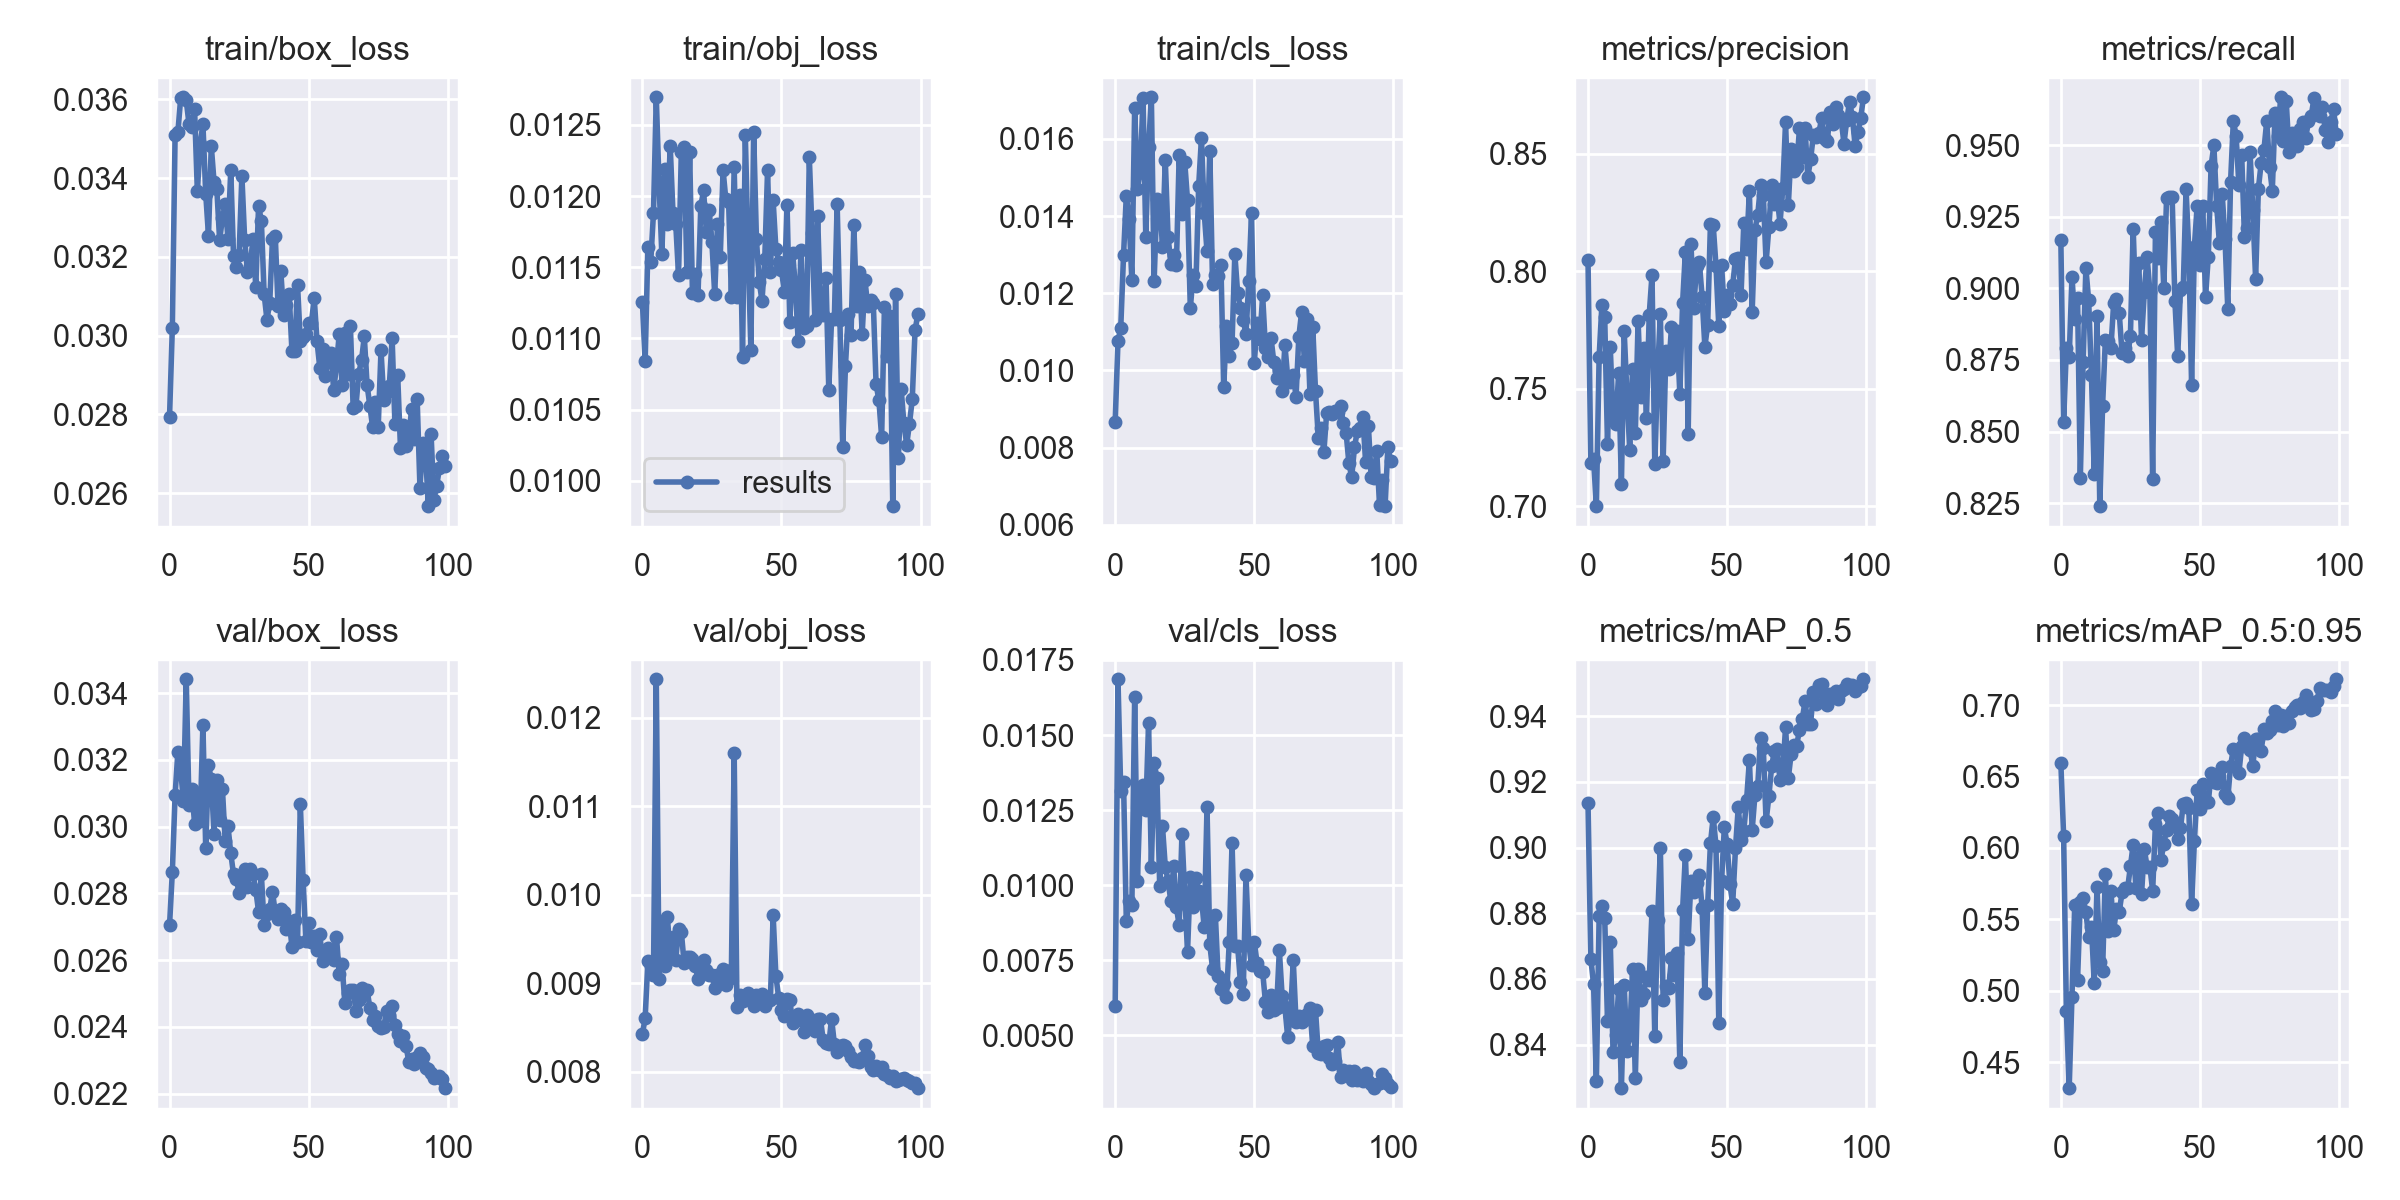 train/box_loss
0.036
0.034
0.032
0.030
0.028
0.026
0 50 100
train/obj_loss
0.0125
0.0120
0.0115
0.0110
0.0105
0.0100
results
0 50 100
train/cls_loss
0.016
0.014
0.012
0.010
0.008
0.006
0 50 100
metrics/precision
0.85
0.80
0.75
0.70
0 50 100
metrics/recall
0.950
0.925
0.900
0.875
0.850
0.825
0 50 100
val/box_loss
0.034
0.032
0.030
0.028
0.026
0.024
0.022
0 50 100
val/obj_loss
0.012
0.011
0.010
0.009
0.008
0 50 100
val/cls_loss
0.0175
0.0150
0.0125
0.0100
0.0075
0.0050
0 50 100
metrics/mAP_0.5
0.94
0.92
0.90
0.88
0.86
0.84
0 50 100
metrics/mAP_0.5:0.95
0.70
0.65
0.60
0.55
0.50
0.45
0 50 100